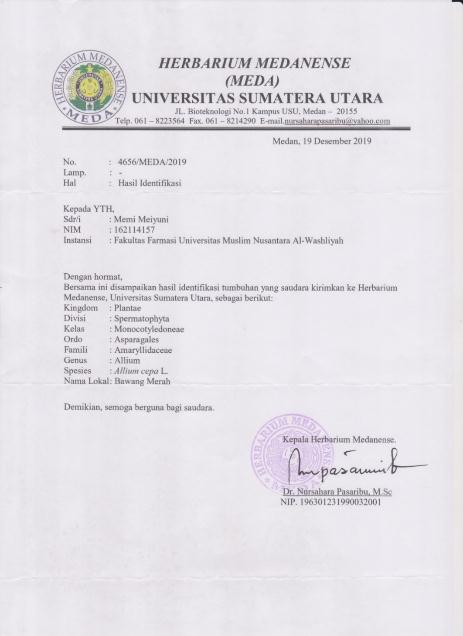 HERBARIUM MEDANENSE
MEDA
HERBARIUM MEDANENSE
(MEDA)
UNIVERSITAS SUMATERA UTARA
JL. Bioteknologi No.1 Kampus USU, Medan – 20155
Telp. 061 – 8223564 Fax. 061 – 8214290 E-mail.nursaharapasaribu@yahoo.com
Medan, 19 Desember 2019
No. : 4656/MEDA/2019
Lamp. : -
Hal : Hasil Identifikasi
Kepada YTH,
Sdr/i : Memi Meiyuni
NIM : 162114157
Instansi : Fakultas Farmasi Universitas Muslim Nusantara Al-Washliyah
Dengan hormat,
Bersama ini disampaikan hasil identifikasi tumbuhan yang saudara kirimkan ke Herbarium
Medanense, Universitas Sumatera Utara, sebagai berikut:
Kingdom : Plantae
Divisi : Spermatophyta
Kelas : Monocotyledoneae
Ordo : Asparagales
Famili : Amaryllidaceae
Genus : Allium
Spesies : Allium cepa L.
Nama Lokal: Bawang Merah
Demikian, semoga berguna bagi saudara.
HERBARIUM MEDANENSE
MEDA
Kepala Herbarium Medanense.
Dr. Nursahara Pasaribu, M.Sc
NIP. 196301231990032001